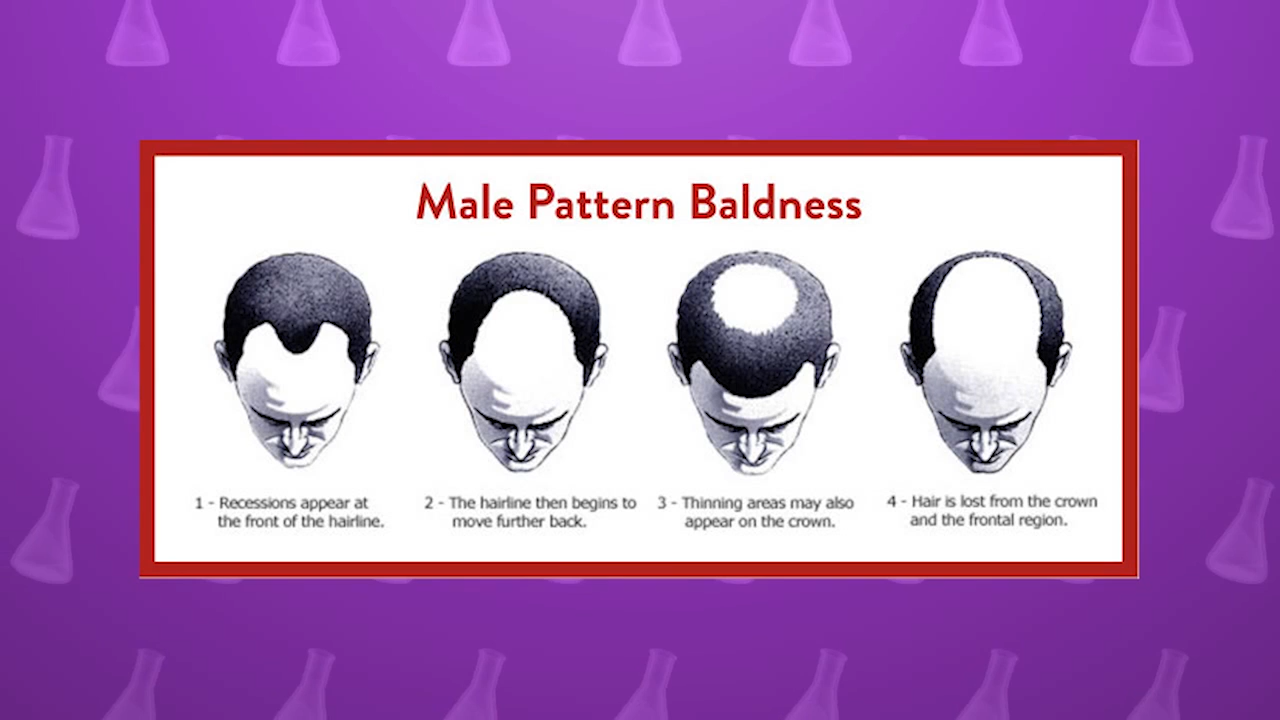 Male Pattern Baldness
1 - Recessions appear at
the front of the hairline.
2 - The hairline then begins to
move further back.
3 - Thinning areas may also
appear on the crown.
4 - Hair is lost from the crown
and the frontal region.